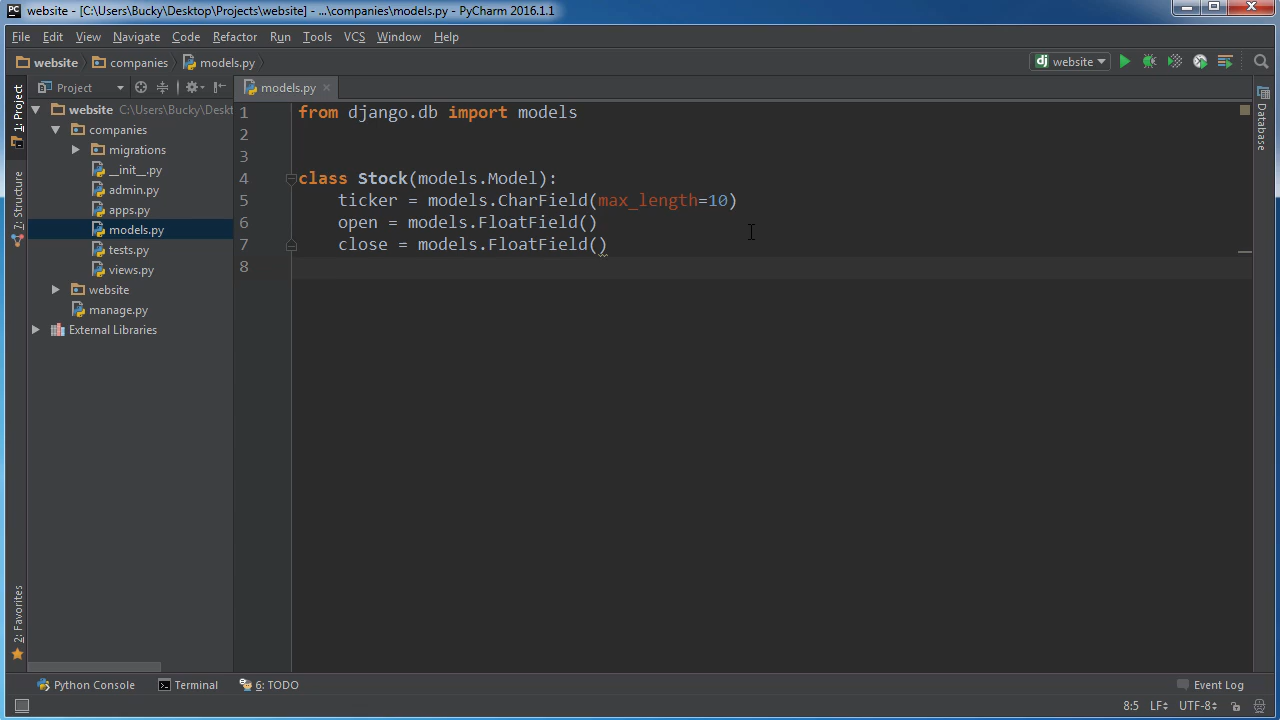 PC website - [C:\Users\Bucky\Desktop\Projects\website] - ...\companies\models.py - PyCharm 2016.1.1
File Edit View Navigate Code Refactor Run Tools VCS Window Help
website companies models.py dj website
Project models.py
1: Project
website C:\Users\Bucky\Deskt
companies
migrations
__init__.py
admin.py
apps.py
models.py
tests.py
views.py
website
manage.py
External Libraries
7: Structure
2: Favorites
1 from django.db import models
2
3
4 class Stock(models.Model):
5 ticker = models.CharField(max_length=10)
6 open = models.FloatField()
7 close = models.FloatField()
8
Database
Python Console Terminal 6: TODO Event Log
8:5 LF UTF-8